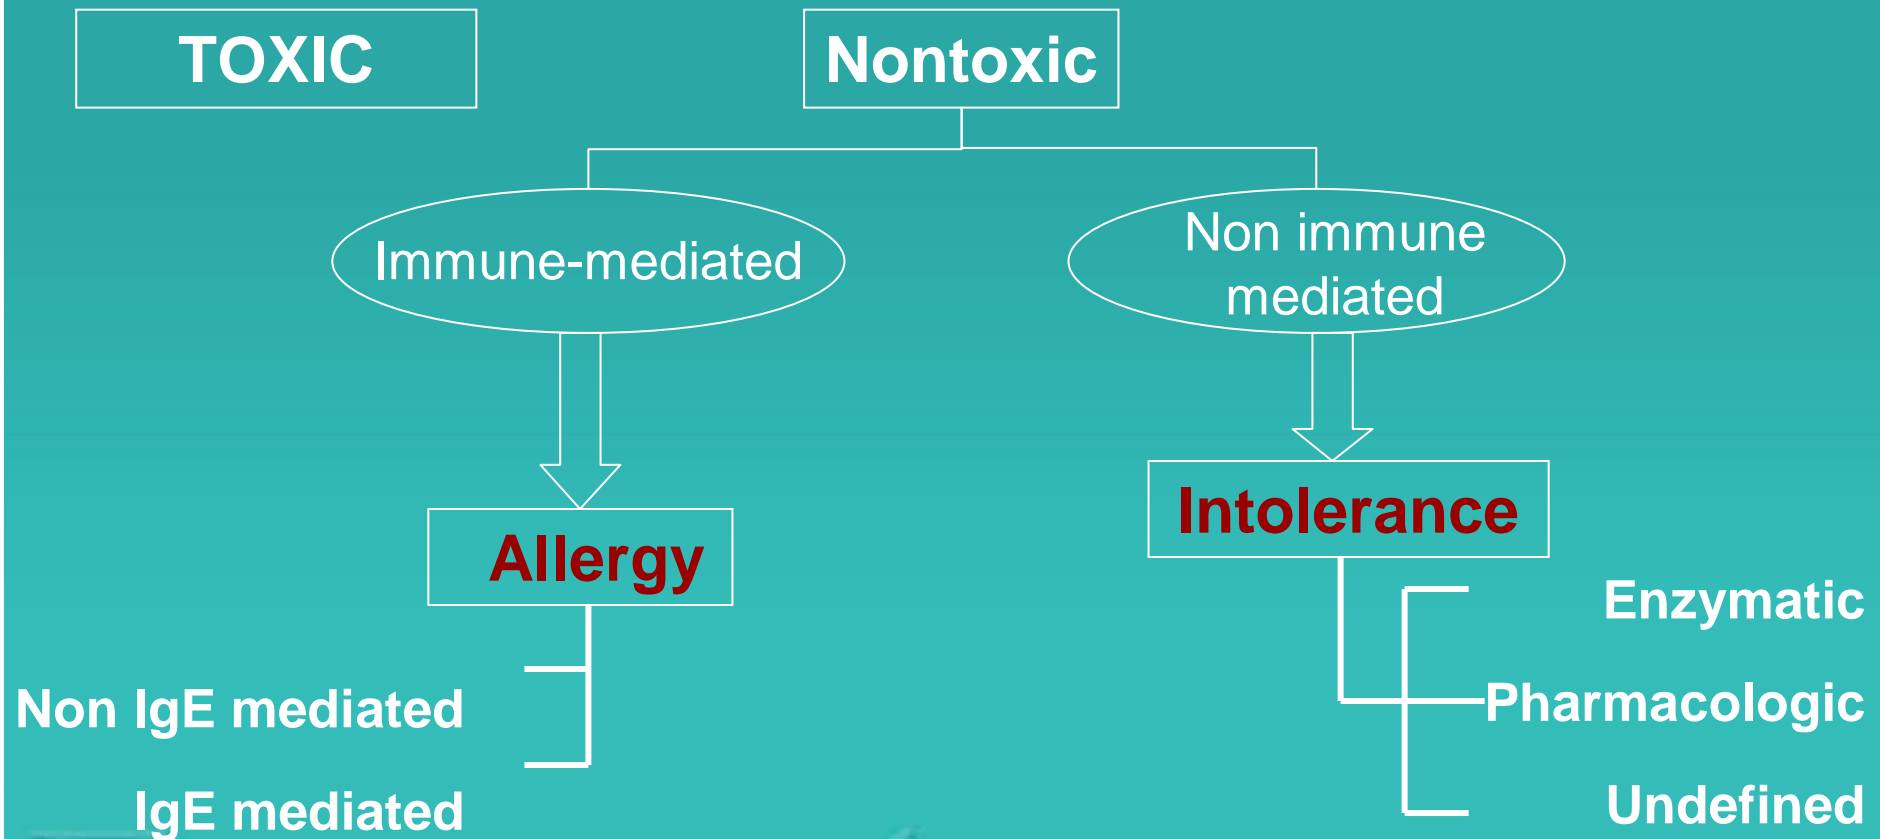 TOXIC
Nontoxic
Immune-mediated
Non immune
mediated
Allergy
Intolerance
Non IgE mediated
IgE mediated
Enzymatic
Pharmacologic
Undefined